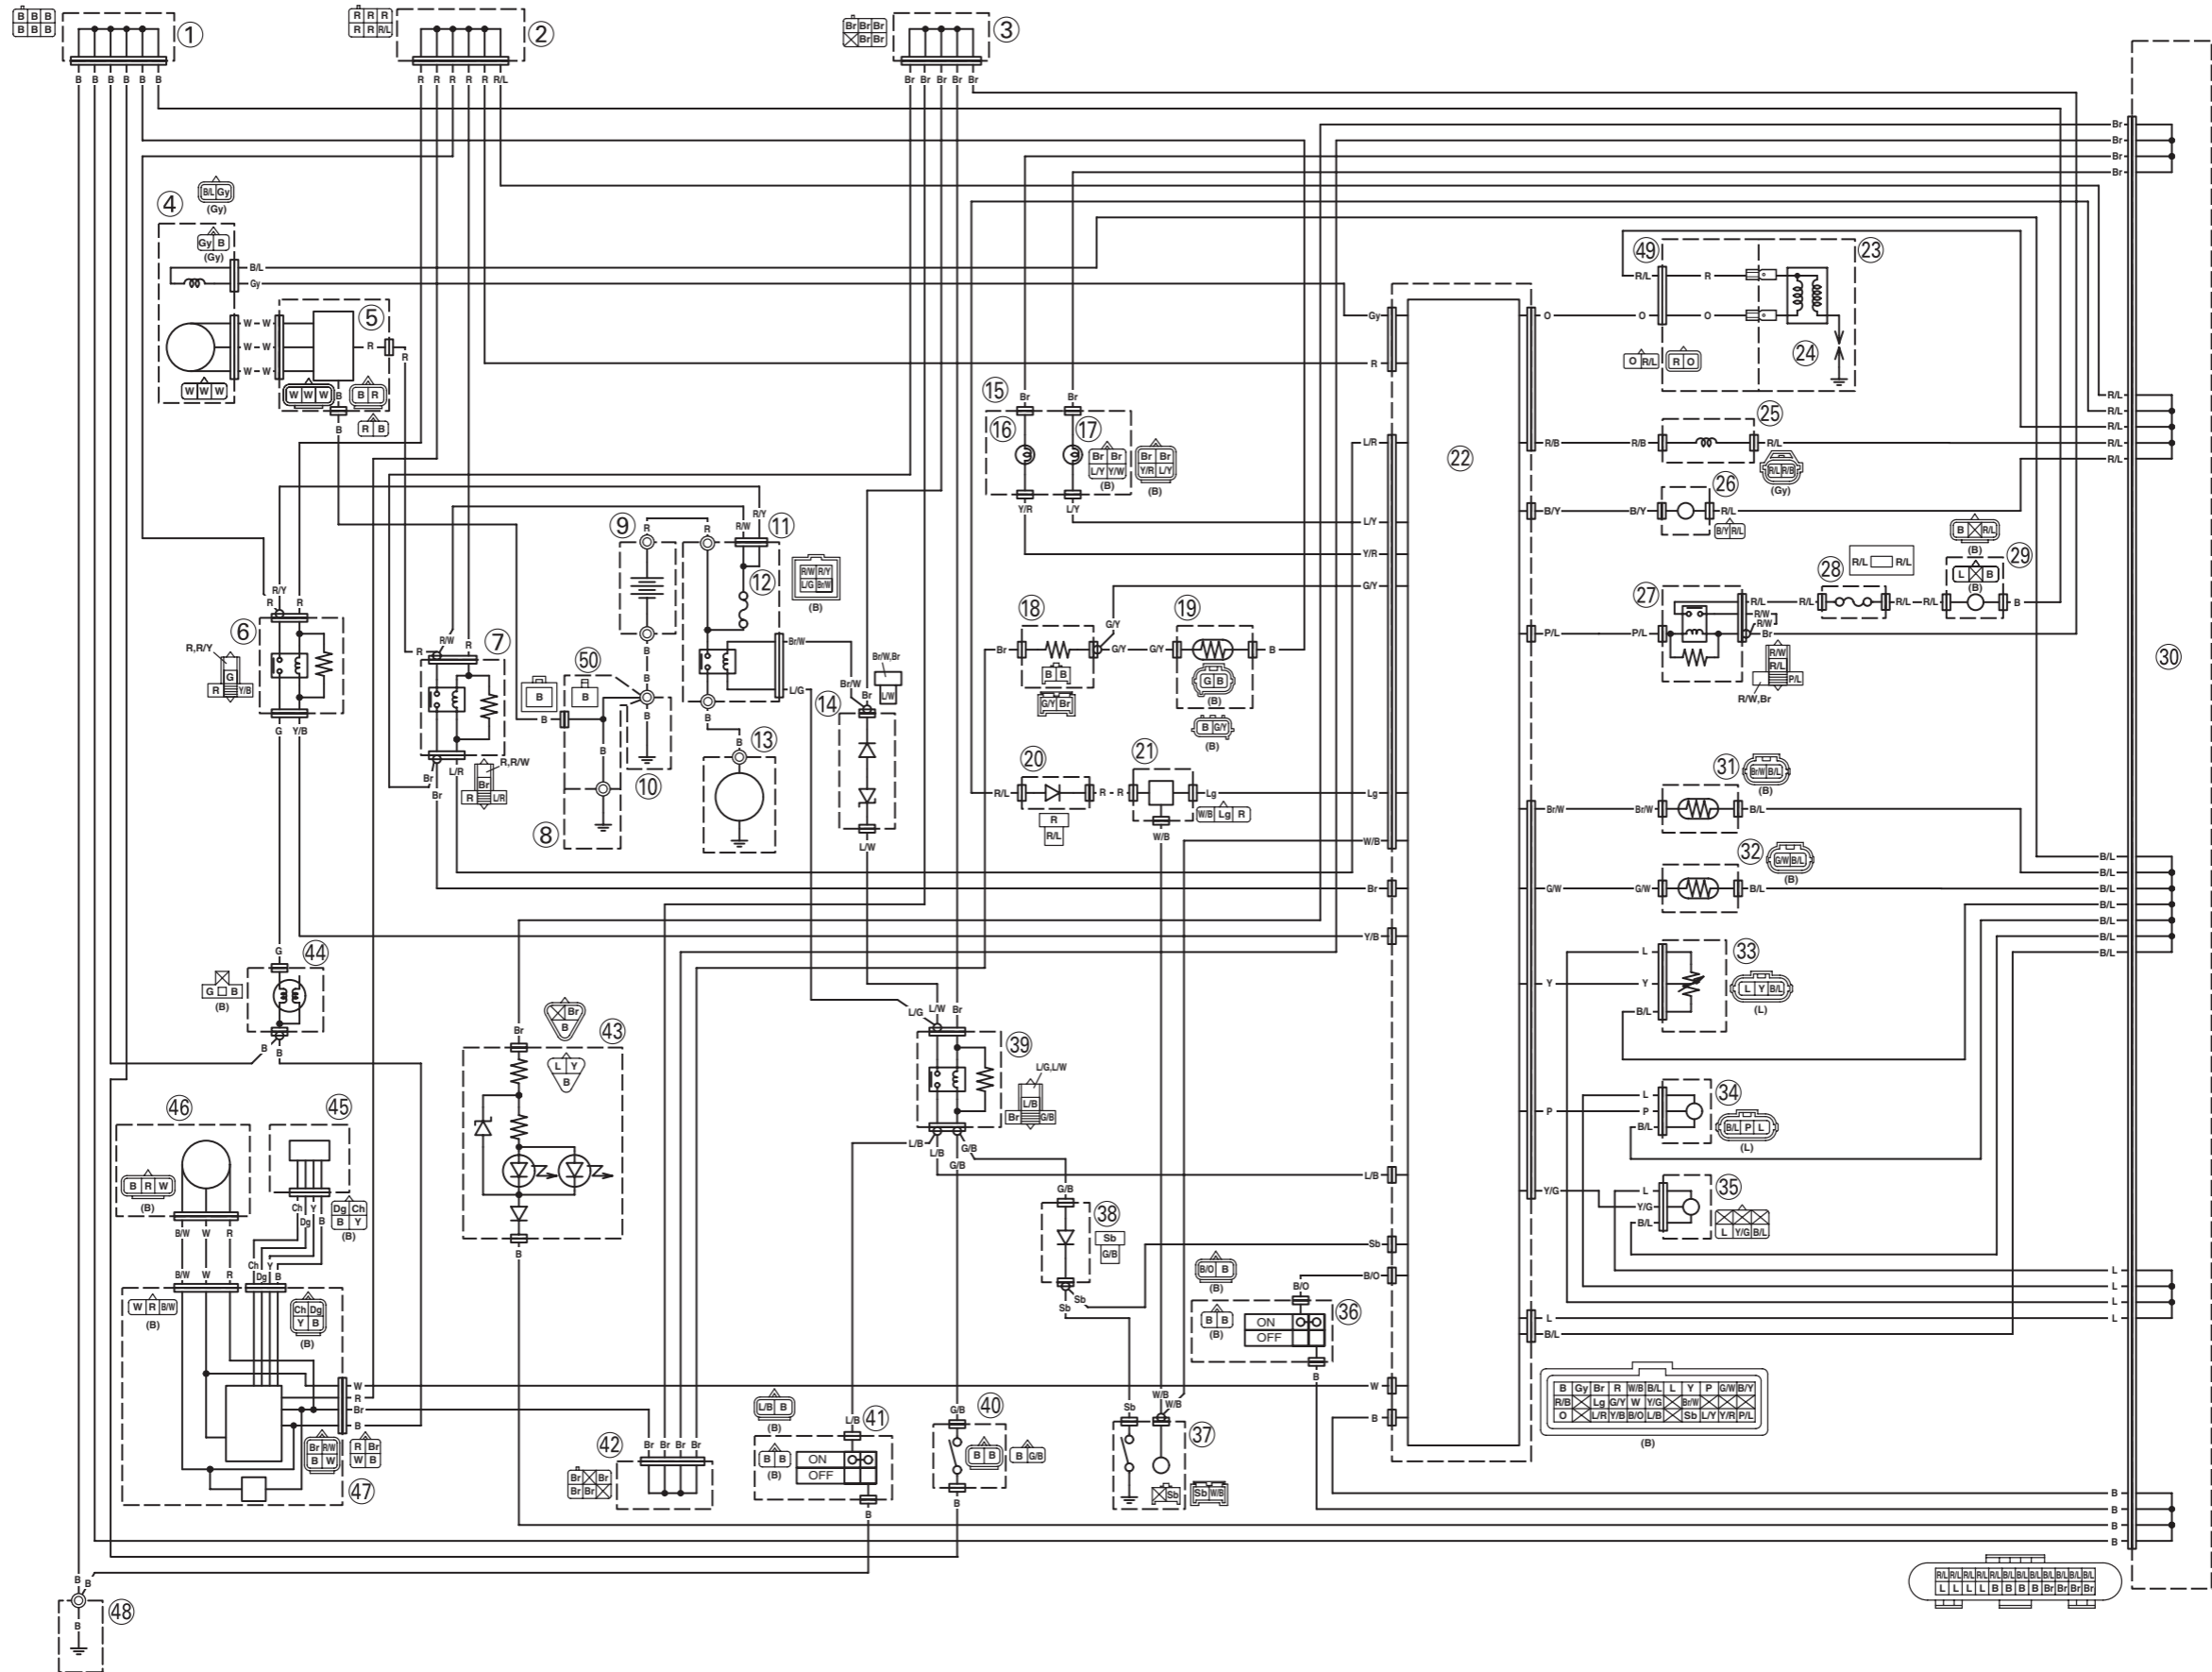 B B B
B B B
1
R R R
R R R/L
2
Br Br Br
Br Br
3
B B B B B B
R R R R R R/L
Br Br Br Br Br
Br
Br
Br
Br
4
B/L Gy
(Gy)
Gy B
(Gy)
B/L
Gy
W W
W W
W W
W W W
5
R
R
W W W
B
B R
B
R B
49
R/L R
O O O
O R/L
R O
23
24
Gy
R
L/R
L/Y
Y/R
G/Y
22
15
Br Br
16
17
Br Br
L/Y Y/W
(B)
Br Br
Y/R L/Y
(B)
Y/R L/Y
R/L
R/L
R/L
R/L
R/L
R/B R/B R/L
25
R/L R/B
(Gy)
B/Y B/Y R/L
26
B/Y R/L
9
R
R
R/W
R/Y
11
12
R/W R/Y
L/G Br/W
(B)
B
B
Br/W
L/G
B
B
13
R/Y
R R
6
R,R/Y
G
R Y/B
G Y/B
R/W
R R
7
R,R/W
Br
R L/R
Br
L/R
Br
50
B
B
B
B
8
10
Br/W,Br
L/W
Br/W
Br
14
L/W
18
Br
G/Y
G/Y G/Y
B B
G/Y Br
19
B
G B
(B)
B G/Y
(B)
20
R/L R R
R
R/L
21
Lg
W/B Lg R
W/B
Lg
W/B
Br
Y/B
27
P/L P/L
R/L
R/W
R/W
Br
R/W
R/L
P/L
R/W,Br
28
R/L R/L
R/L R/L R/L
B R/L
(B)
29
L B
(B)
B
30
31
Br/W Br/W B/L
Br/W B/L
(B)
32
G/W G/W B/L
G/W B/L
(B)
B/L
B/L
B/L
B/L
B/L
B/L
B/L
33
L
Y Y
B/L
L Y B/L
(L)
34
L
P P
B/L
B/L P L
(L)
35
L
Y/G Y/G
B/L
L Y/G B/L
L
L
L
L
L
B/L
44
G
G B
(B)
B
B
43
Br
Br
B
L Y
B
B
L/G
L/W Br
39
L/G,L/W
L/B
Br G/B
L/B
L/B
G/B
G/B
38
G/B
Sb
G/B
Sb
Sb
L/B
Sb
B/O
W
B
46
B R W
(B)
B/W W R
B/W W R
45
Ch Y B
Dg
Dg Ch
B Y
(B)
Ch Y B
Dg
W R B/W
(B)
Ch Dg
Y B
(B)
W
R
Br
B
Br R/W
B W
R Br
W B
47
42
Br Br Br Br
Br Br
Br Br
41
L/B
L/B B
(B)
B B
(B)
ON
OFF
B
40
G/B
B B
B G/B
B
36
B/O B
(B)
B/O
B B
(B)
ON
OFF
B
37
W/B
W/B
Sb
Sb
Sb W/B
B Gy Br R W/B B/L L Y P G/W B/Y
R/B Lg G/Y W Y/G Br/W
O L/R Y/B B/O L/B Sb L/Y Y/R P/L
(B)
B
B
B
B
R/L R/L R/L R/L R/L B/L B/L B/L B/L B/L B/L B/L
L L L L B B B B Br Br Br Br
B B
B
48